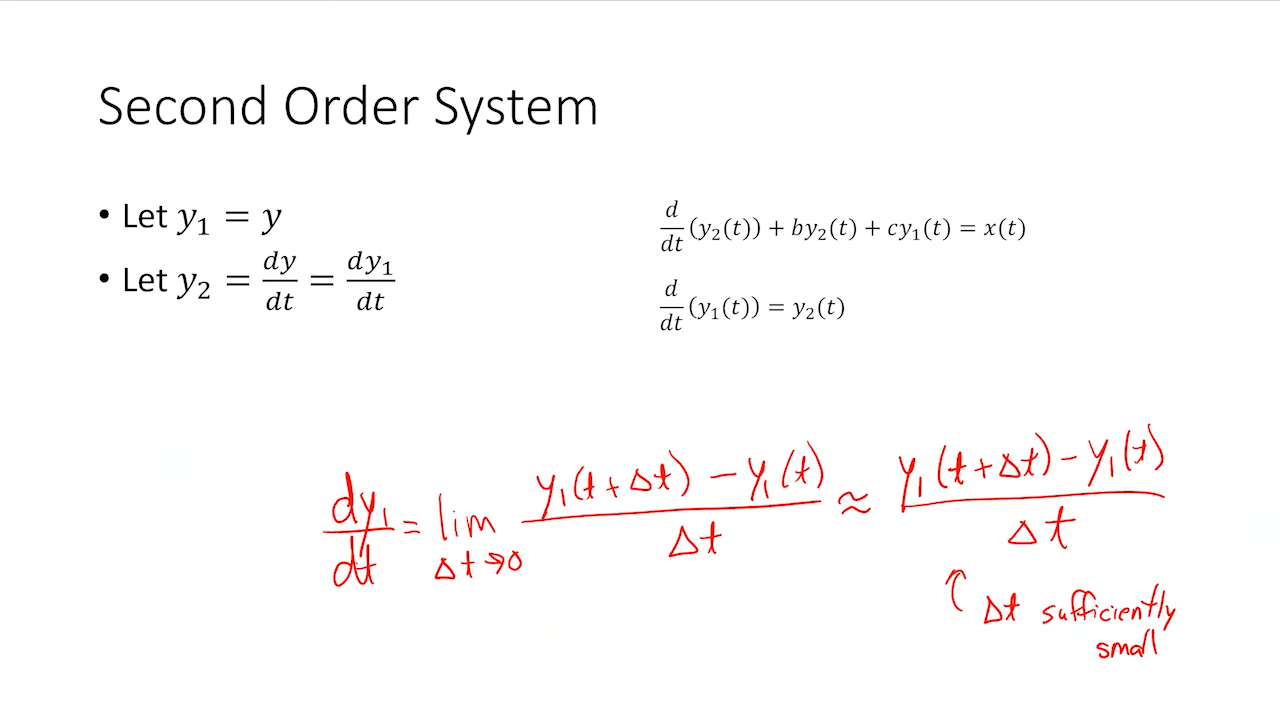 Second Order System
• Let y₁ = y
• Let y₂ = dy/dt = dy₁/dt
d/dt (y₂(t)) + by₂(t) + cy₁(t) = x(t)
d/dt (y₁(t)) = y₂(t)
dy₁/dt = lim Δt→0 (y₁(t+Δt) − y₁(t))/Δt ≈ (y₁(t+Δt) − y₁(t))/Δt
Δt sufficiently
small